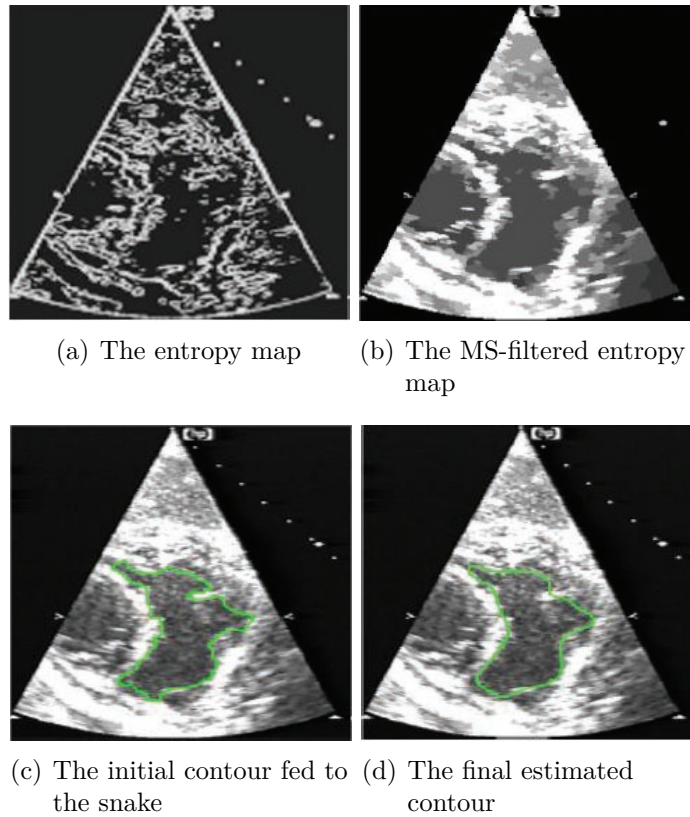 (a) The entropy map
(b) The MS-filtered entropy
map
(c) The initial contour fed to
the snake
(d) The final estimated
contour